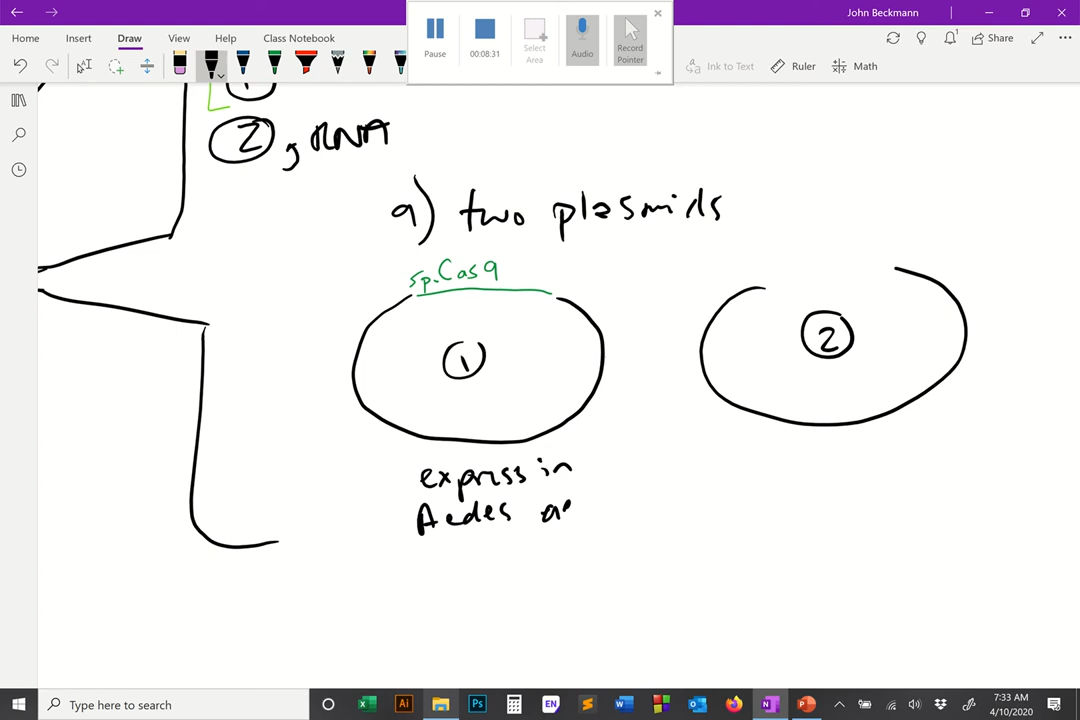 John Beckmann
Pause
00:08:31
Select Area
Audio
Record Pointer
Home Insert Draw View Help Class Notebook
Share
Ink to Text Ruler Math
2 gRNA
a) two plasmids
sp.Cas9
1
2
express in
Aedes ae
Type here to search
7:33 AM
4/10/2020